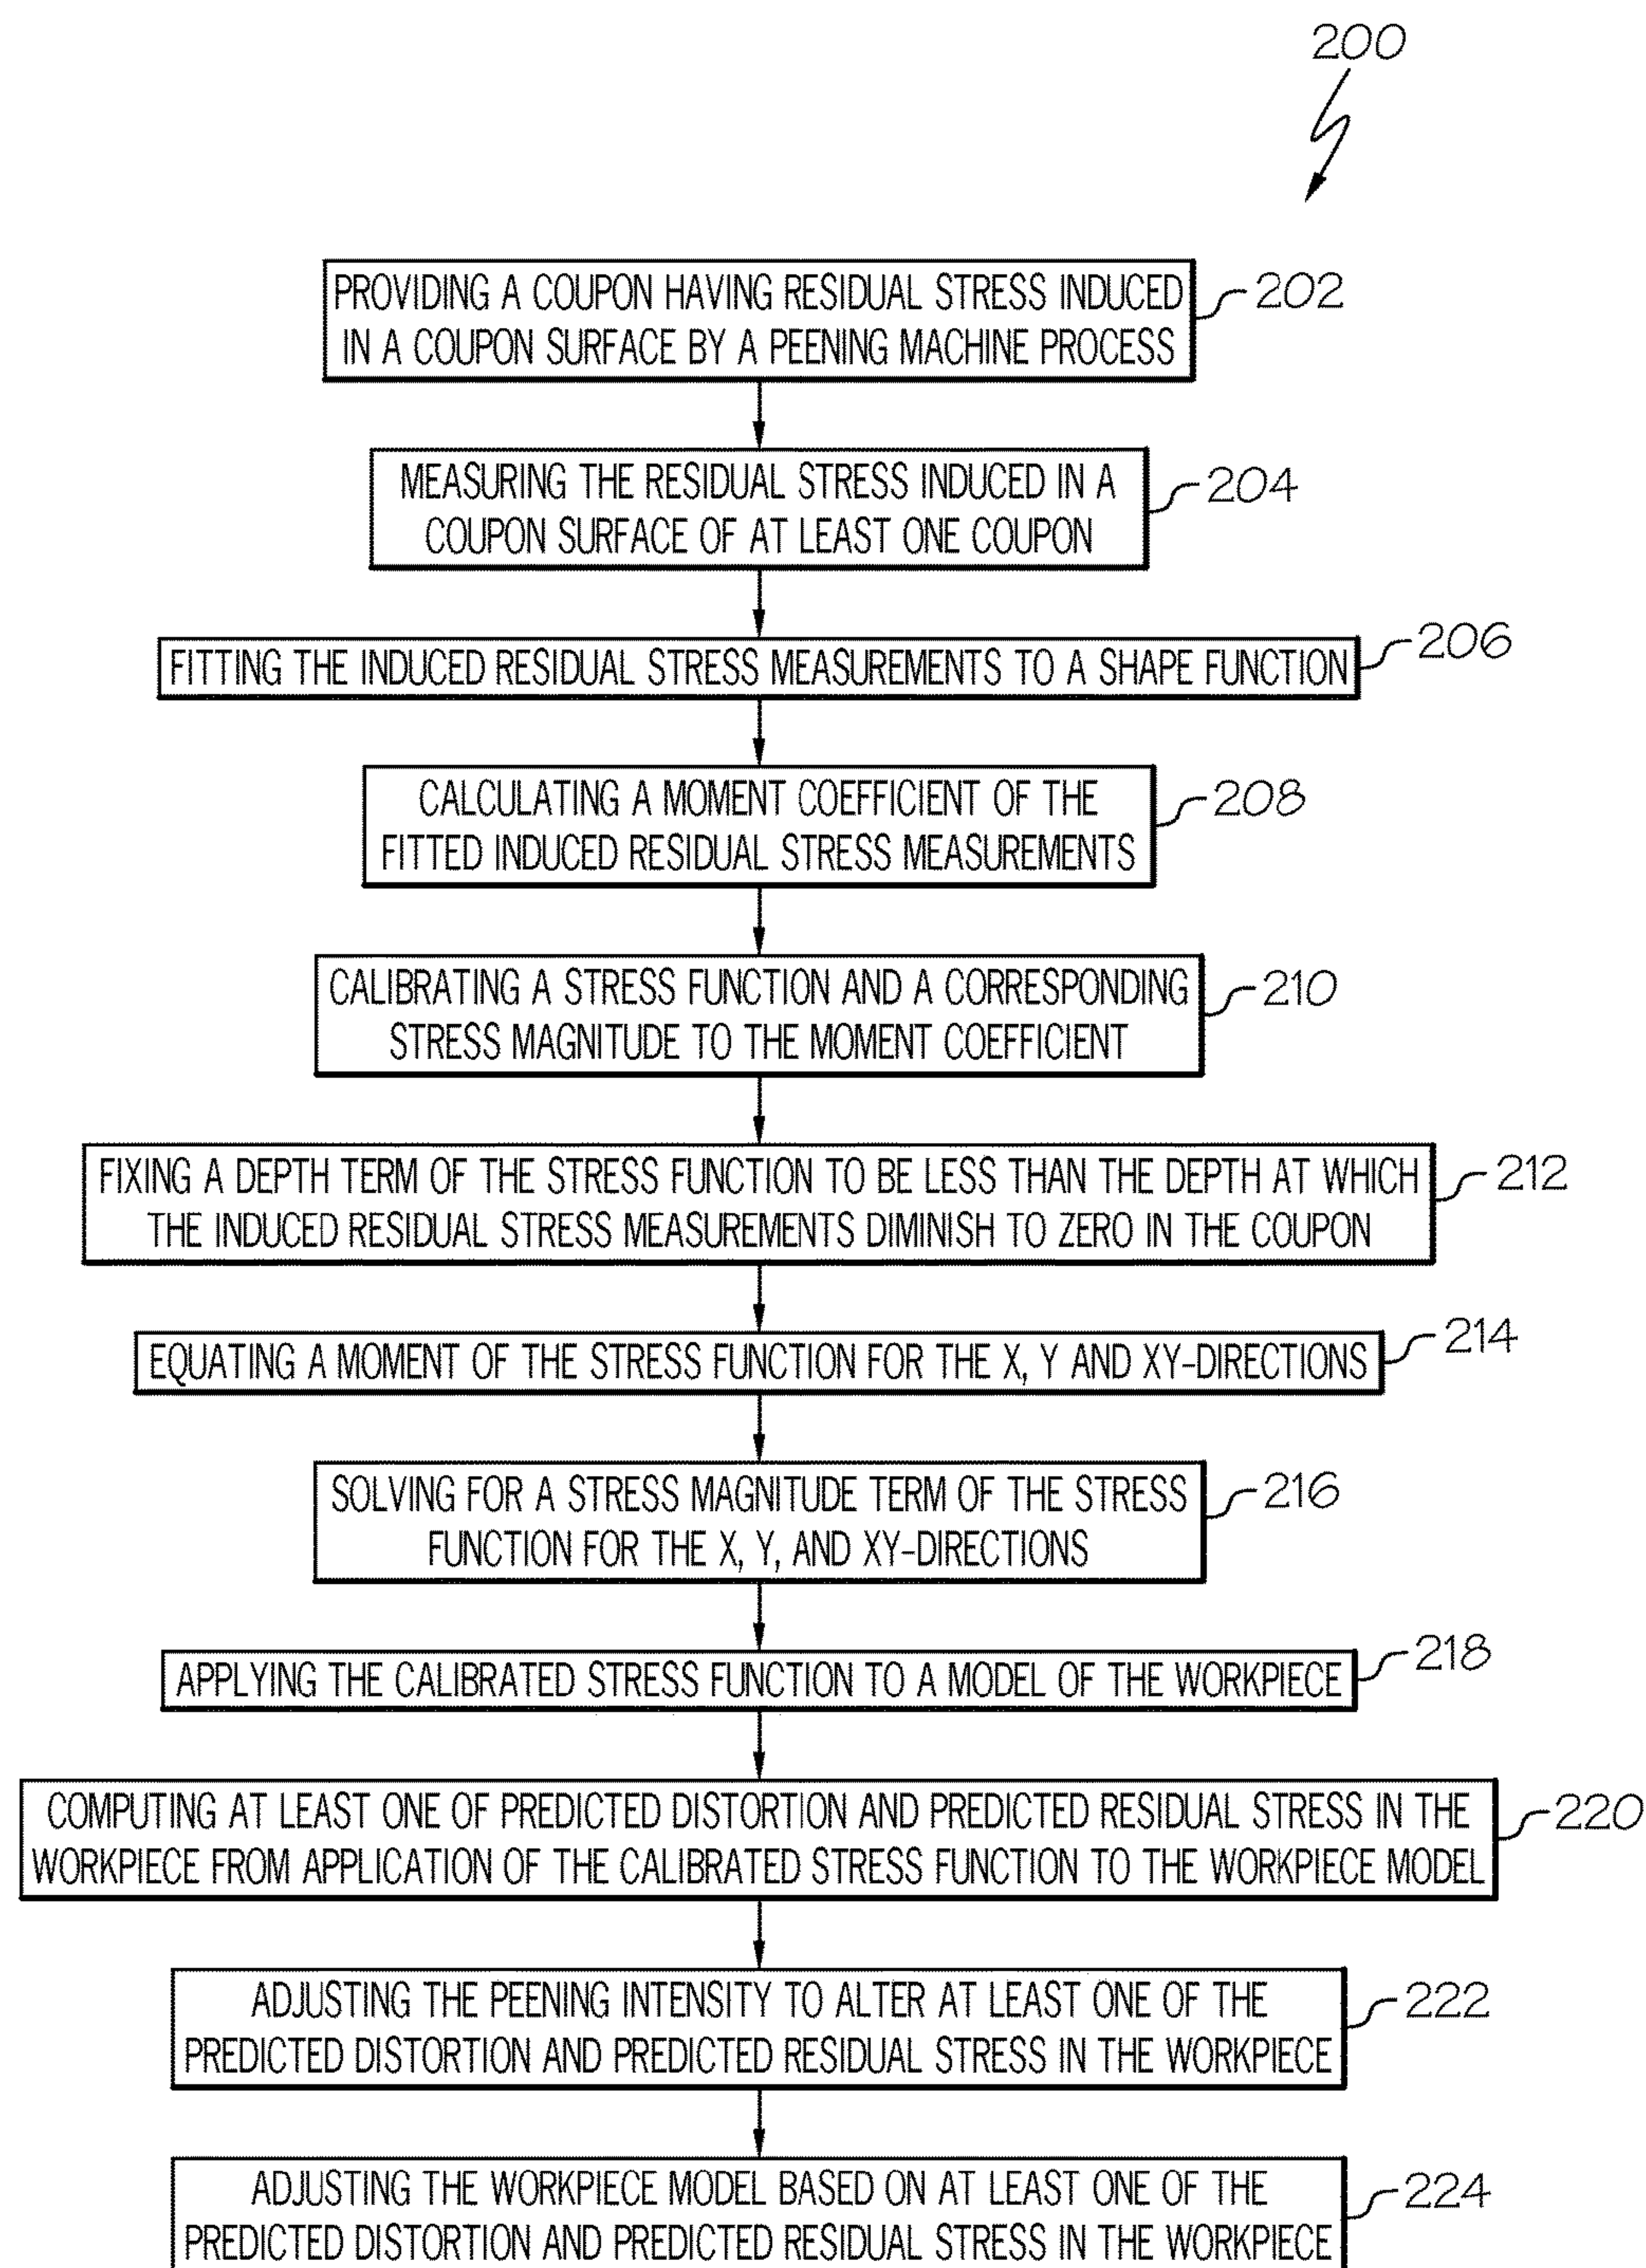 200
PROVIDING A COUPON HAVING RESIDUAL STRESS INDUCED
IN A COUPON SURFACE BY A PEENING MACHINE PROCESS
202
MEASURING THE RESIDUAL STRESS INDUCED IN A
COUPON SURFACE OF AT LEAST ONE COUPON
204
FITTING THE INDUCED RESIDUAL STRESS MEASUREMENTS TO A SHAPE FUNCTION
206
CALCULATING A MOMENT COEFFICIENT OF THE
FITTED INDUCED RESIDUAL STRESS MEASUREMENTS
208
CALIBRATING A STRESS FUNCTION AND A CORRESPONDING
STRESS MAGNITUDE TO THE MOMENT COEFFICIENT
210
FIXING A DEPTH TERM OF THE STRESS FUNCTION TO BE LESS THAN THE DEPTH AT WHICH
THE INDUCED RESIDUAL STRESS MEASUREMENTS DIMINISH TO ZERO IN THE COUPON
212
EQUATING A MOMENT OF THE STRESS FUNCTION FOR THE X, Y AND XY-DIRECTIONS
214
SOLVING FOR A STRESS MAGNITUDE TERM OF THE STRESS
FUNCTION FOR THE X, Y, AND XY-DIRECTIONS
216
APPLYING THE CALIBRATED STRESS FUNCTION TO A MODEL OF THE WORKPIECE
218
COMPUTING AT LEAST ONE OF PREDICTED DISTORTION AND PREDICTED RESIDUAL STRESS IN THE
WORKPIECE FROM APPLICATION OF THE CALIBRATED STRESS FUNCTION TO THE WORKPIECE MODEL
220
ADJUSTING THE PEENING INTENSITY TO ALTER AT LEAST ONE OF THE
PREDICTED DISTORTION AND PREDICTED RESIDUAL STRESS IN THE WORKPIECE
222
ADJUSTING THE WORKPIECE MODEL BASED ON AT LEAST ONE OF THE
PREDICTED DISTORTION AND PREDICTED RESIDUAL STRESS IN THE WORKPIECE
224